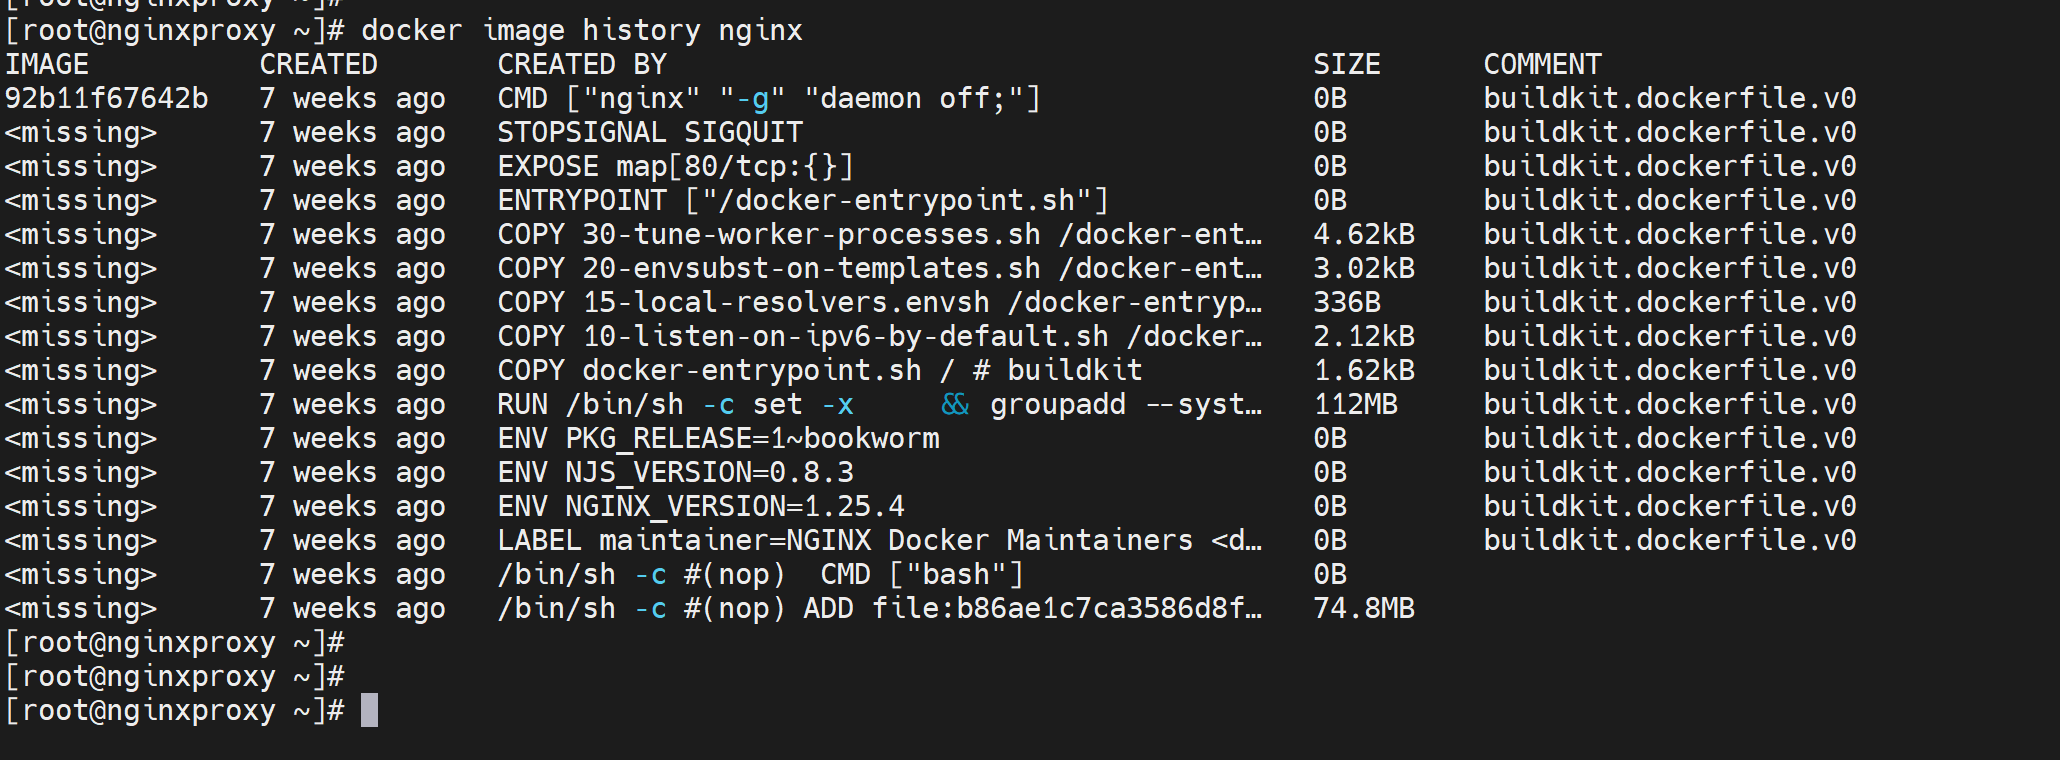 [root@nginxproxy ~]#
[root@nginxproxy ~]# docker image history nginx
IMAGE CREATED CREATED BY SIZE COMMENT
92b11f67642b 7 weeks ago CMD ["nginx" "-g" "daemon off;"] 0B buildkit.dockerfile.v0
<missing> 7 weeks ago STOPSIGNAL SIGQUIT 0B buildkit.dockerfile.v0
<missing> 7 weeks ago EXPOSE map[80/tcp:{}] 0B buildkit.dockerfile.v0
<missing> 7 weeks ago ENTRYPOINT ["/docker-entrypoint.sh"] 0B buildkit.dockerfile.v0
<missing> 7 weeks ago COPY 30-tune-worker-processes.sh /docker-ent… 4.62kB buildkit.dockerfile.v0
<missing> 7 weeks ago COPY 20-envsubst-on-templates.sh /docker-ent… 3.02kB buildkit.dockerfile.v0
<missing> 7 weeks ago COPY 15-local-resolvers.envsh /docker-entryp… 336B buildkit.dockerfile.v0
<missing> 7 weeks ago COPY 10-listen-on-ipv6-by-default.sh /docker… 2.12kB buildkit.dockerfile.v0
<missing> 7 weeks ago COPY docker-entrypoint.sh / # buildkit 1.62kB buildkit.dockerfile.v0
<missing> 7 weeks ago RUN /bin/sh -c set -x && groupadd --syst… 112MB buildkit.dockerfile.v0
<missing> 7 weeks ago ENV PKG_RELEASE=1~bookworm 0B buildkit.dockerfile.v0
<missing> 7 weeks ago ENV NJS_VERSION=0.8.3 0B buildkit.dockerfile.v0
<missing> 7 weeks ago ENV NGINX_VERSION=1.25.4 0B buildkit.dockerfile.v0
<missing> 7 weeks ago LABEL maintainer=NGINX Docker Maintainers <d… 0B buildkit.dockerfile.v0
<missing> 7 weeks ago /bin/sh -c #(nop) CMD ["bash"] 0B
<missing> 7 weeks ago /bin/sh -c #(nop) ADD file:b86ae1c7ca3586d8f… 74.8MB
[root@nginxproxy ~]#
[root@nginxproxy ~]#
[root@nginxproxy ~]#